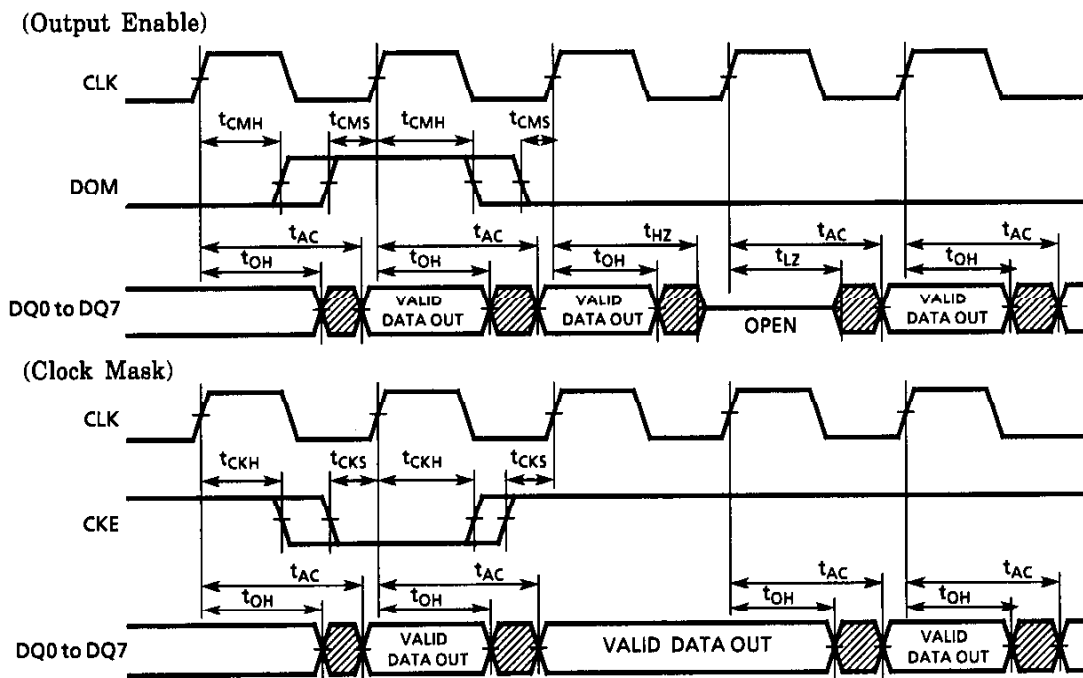 (Output Enable)
CLK
tCMH tCMS tCMH tCMS
DOM
tAC tAC tHZ tAC tAC
tOH tOH tOH tLZ tOH
DQ0 to DQ7
VALID DATA OUT
VALID DATA OUT
OPEN
VALID DATA OUT
(Clock Mask)
CLK
tCKH tCKS tCKH tCKS
CKE
tAC tAC tAC tAC
tOH tOH tOH tOH
DQ0 to DQ7
VALID DATA OUT
VALID DATA OUT
VALID DATA OUT